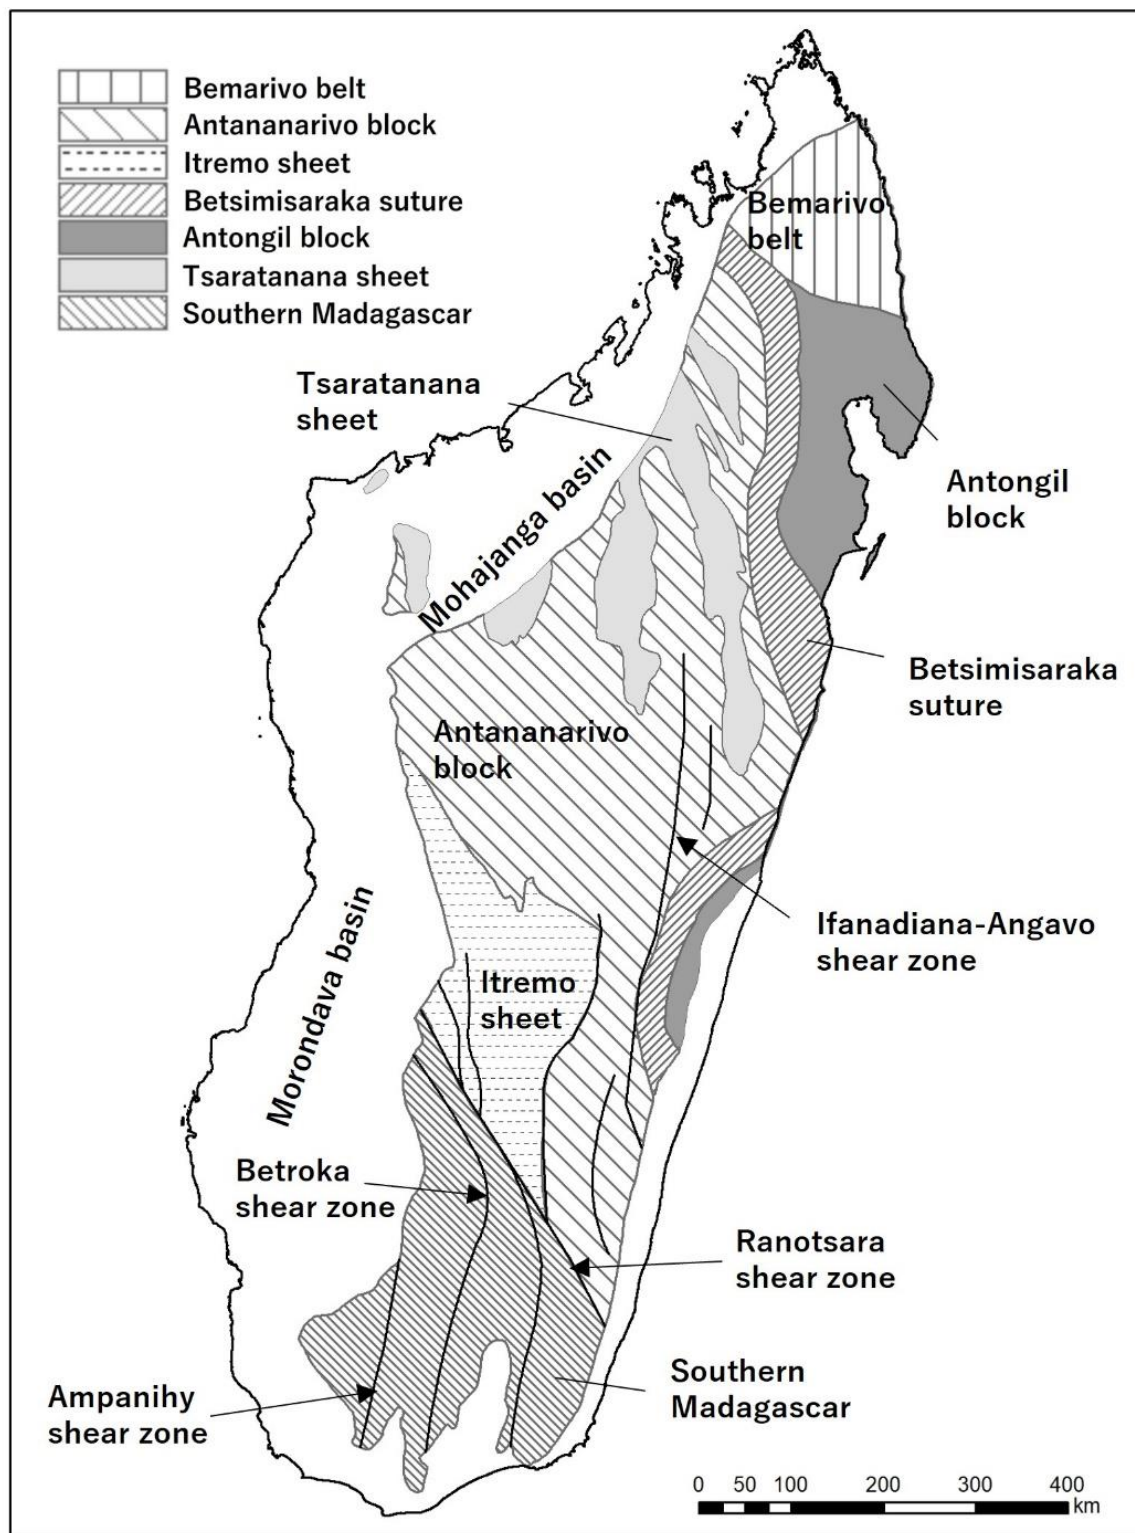 Bemarivo belt
Antananarivo block
Itremo sheet
Betsimisaraka suture
Antongil block
Tsaratanana sheet
Southern Madagascar
Bemarivo
belt
Tsaratanana
sheet
Mohajanga basin
Antongil
block
Betsimisaraka
suture
Antananarivo
block
Ifanadiana-Angavo
shear zone
Itremo
sheet
Morondava basin
Betroka
shear zone
Ranotsara
shear zone
Southern
Madagascar
Ampanihy
shear zone
0 50 100 200 300 400
km